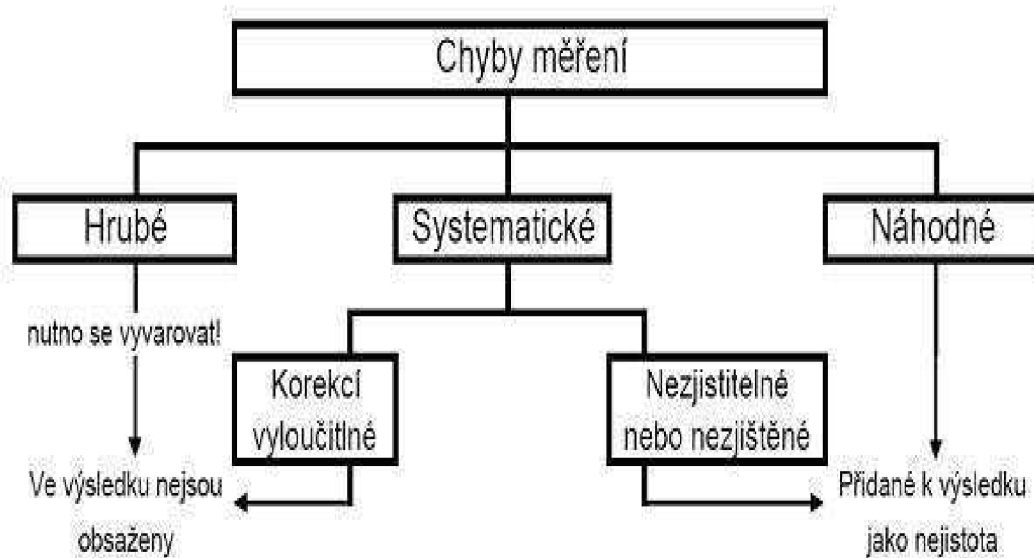 Chyby měření
Hrubé
Systematické
Náhodné
nutno se vyvarovat!
Korekcí
vyloučitlné
Nezjistitelné
nebo nezjištěné
Ve výsledku nejsou
obsaženy
Přidané k výsledku
jako nejistota